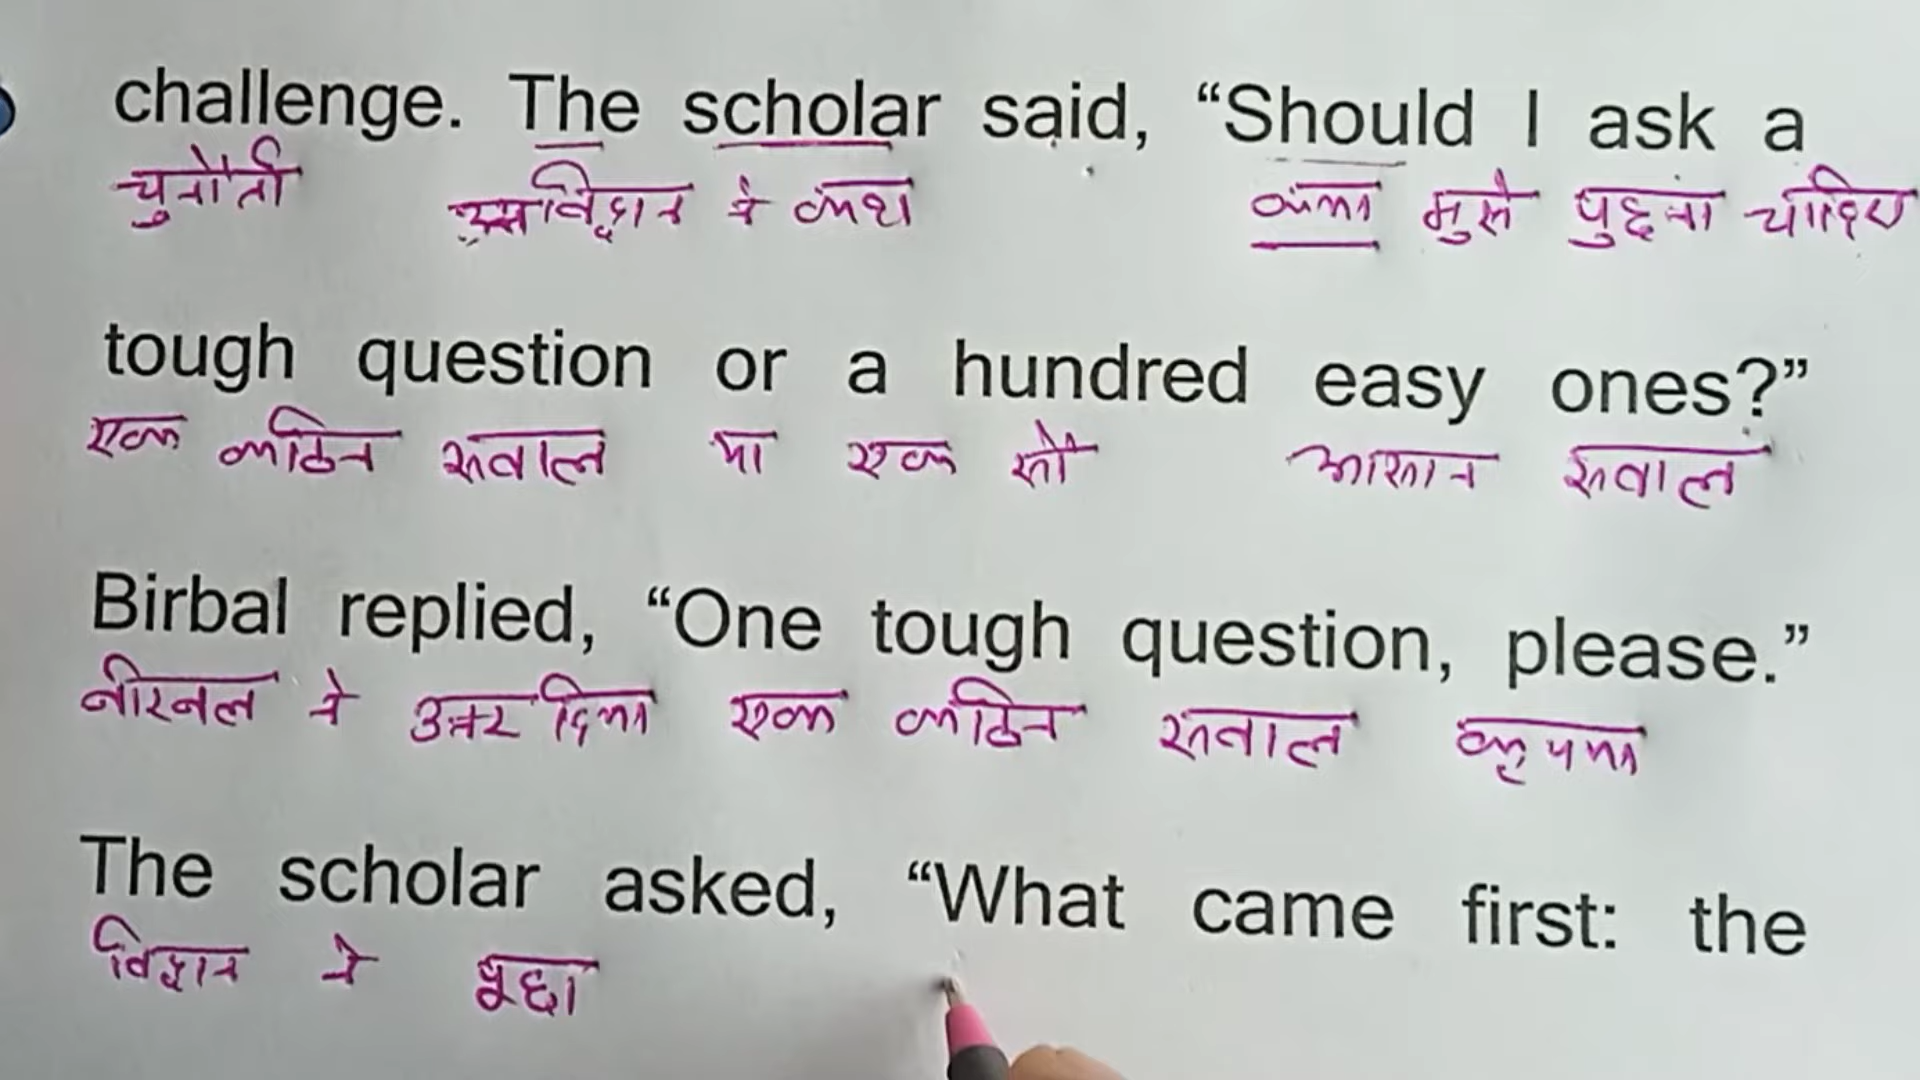 challenge. The scholar said, “Should I ask a
चुनौती उस विद्वान ने कहा क्या मुझे पुछना चाहिए
tough question or a hundred easy ones?”
एक कठिन सवाल या एक सौ आसान सवाल
Birbal replied, “One tough question, please.”
बीरबल ने उत्तर दिया एक कठिन सवाल कृपया
The scholar asked, “What came first: the
विद्वान ने पूछा